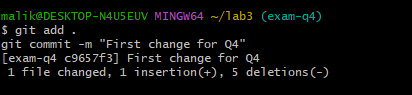 malik@DESKTOP-N4U5EUV MINGW64 ~/lab3 (exam-q4)
$ git add .
git commit -m "First change for Q4"
[exam-q4 c9657f3] First change for Q4
 1 file changed, 1 insertion(+), 5 deletions(-)